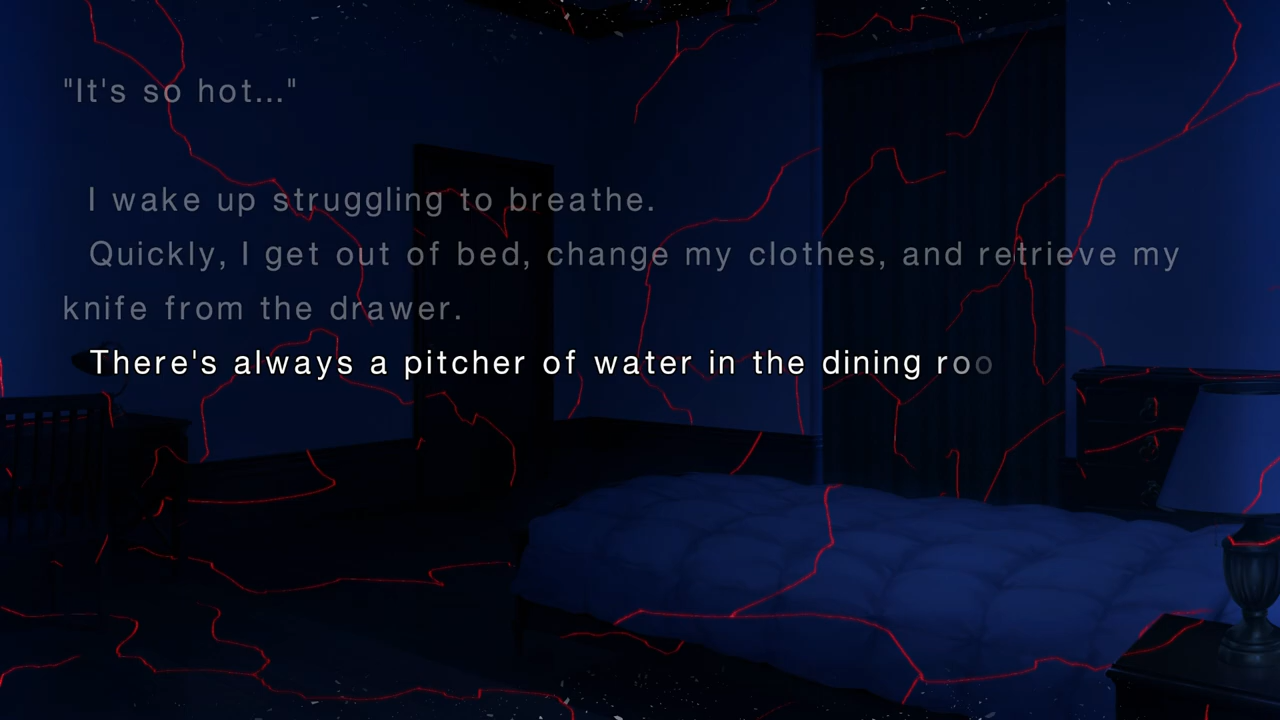 "It's so hot..."
I wake up struggling to breathe.
Quickly, I get out of bed, change my clothes, and retrieve my
knife from the drawer.
There's always a pitcher of water in the dining roo